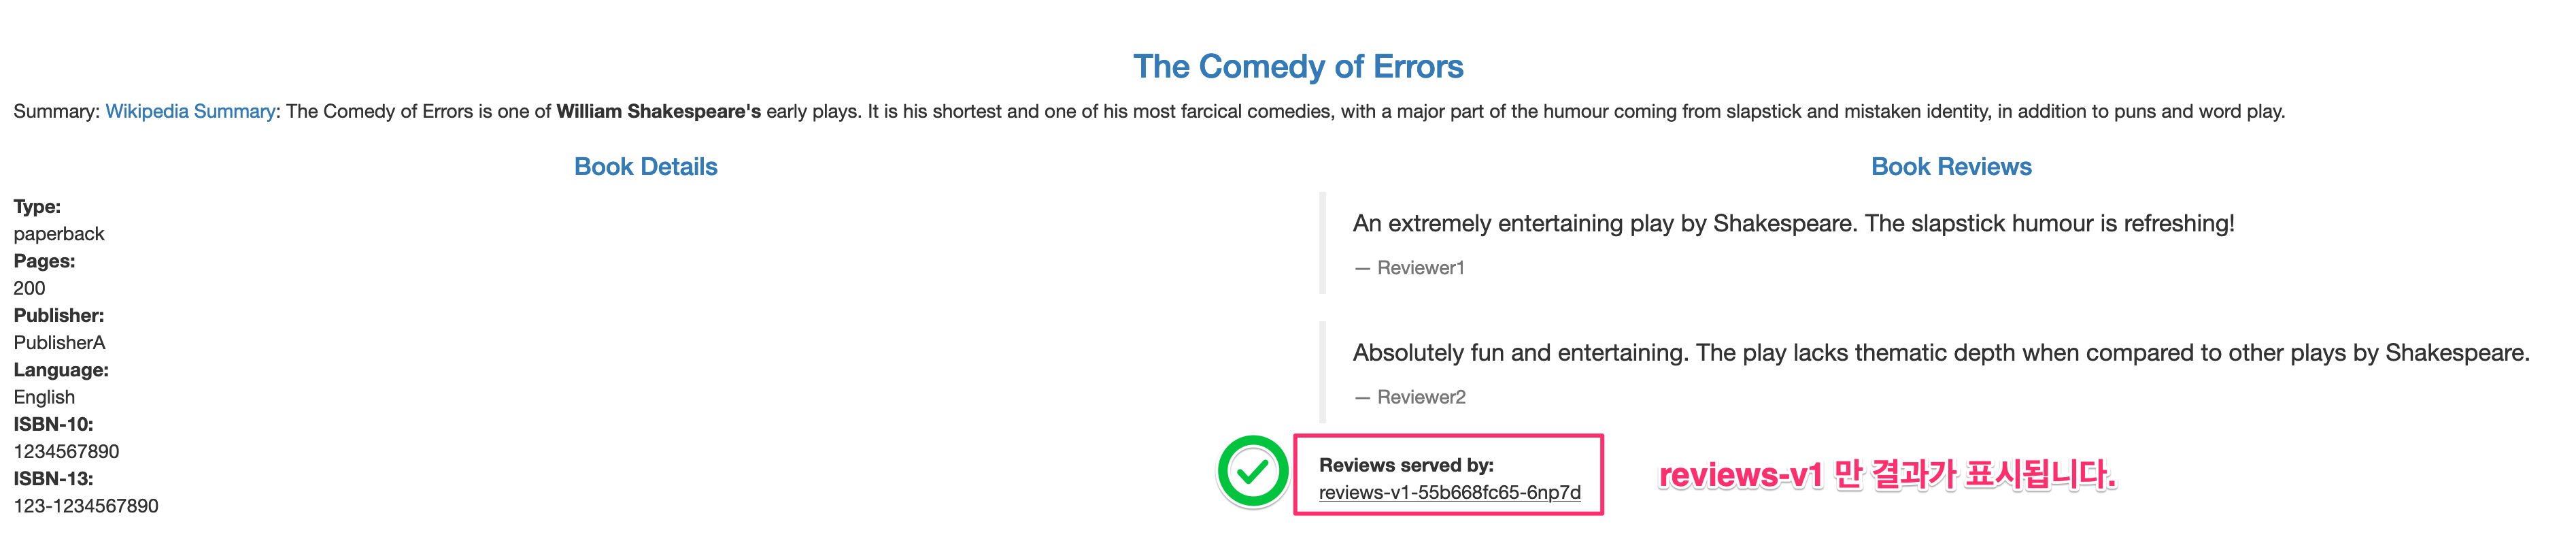 The Comedy of Errors
Summary: Wikipedia Summary: The Comedy of Errors is one of William Shakespeare's early plays. It is his shortest and one of his most farcical comedies, with a major part of the humour coming from slapstick and mistaken identity, in addition to puns and word play.
Book Details
Type:
paperback
Pages:
200
Publisher:
PublisherA
Language:
English
ISBN-10:
1234567890
ISBN-13:
123-1234567890
Book Reviews
An extremely entertaining play by Shakespeare. The slapstick humour is refreshing!
— Reviewer1
Absolutely fun and entertaining. The play lacks thematic depth when compared to other plays by Shakespeare.
— Reviewer2
Reviews served by:
reviews-v1-55b668fc65-6np7d
reviews-v1 만 결과가 표시됩니다.